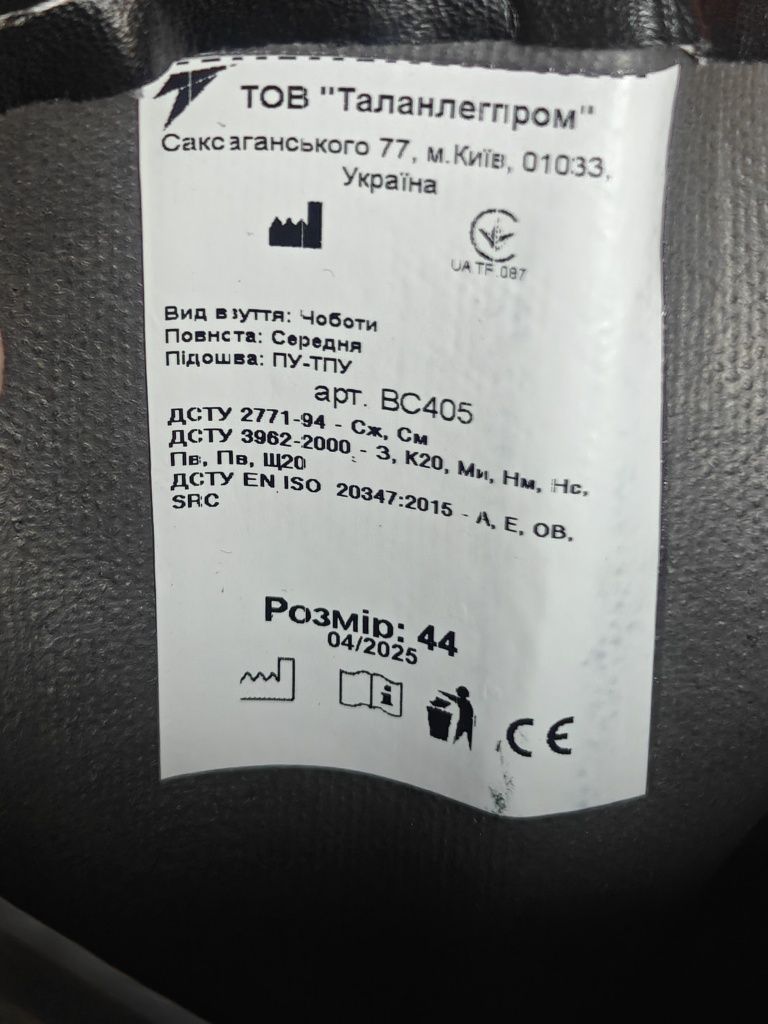 ТОВ "Таланлегпром"
Саксаганського 77, м.Київ, 01033,
Україна
UA TF.087
Вид взуття: Чоботи
Повнста: Середня
Підошва: ПУ-ТПУ
арт. ВС405
ДСТУ 2771-94 - Сж, См
ДСТУ 3962-2000 - З, К20, Ми, Нм, Нс,
Пв, Пв, Щ20
ДСТУ EN ISO 20347:2015 - A, E, OB,
SRC
Розмір: 44
04/2025
CE